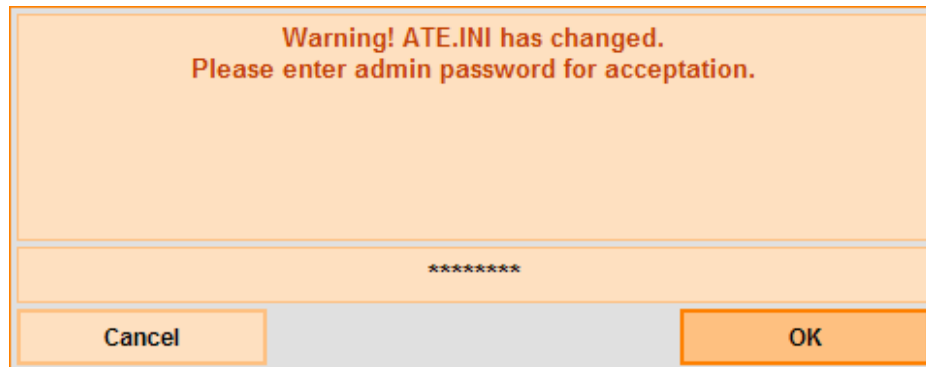 Warning! ATE.INI has changed.
Please enter admin password for acceptation.
********
Cancel
OK